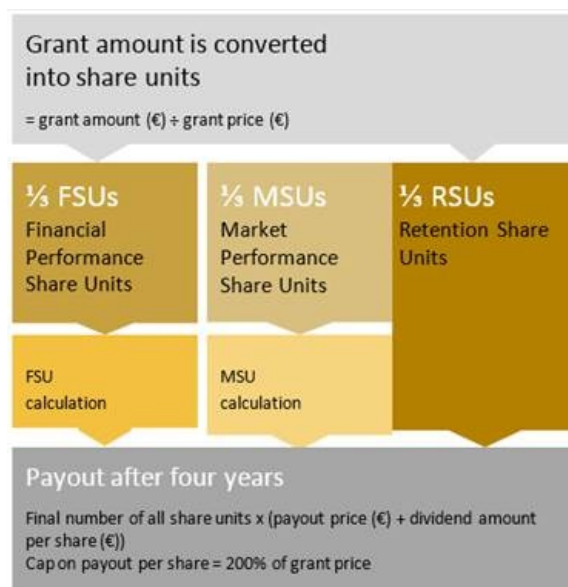 Grant amount is converted
into share units
= grant amount (€) ÷ grant price (€)
⅓ FSUs
Financial
Performance
Share Units
⅓ MSUs
Market
Performance
Share Units
⅓ RSUs
Retention Share
Units
FSU
calculation
MSU
calculation
Payout after four years
Final number of all share units x (payout price (€) + dividend amount
per share (€))
Cap on payout per share = 200% of grant price